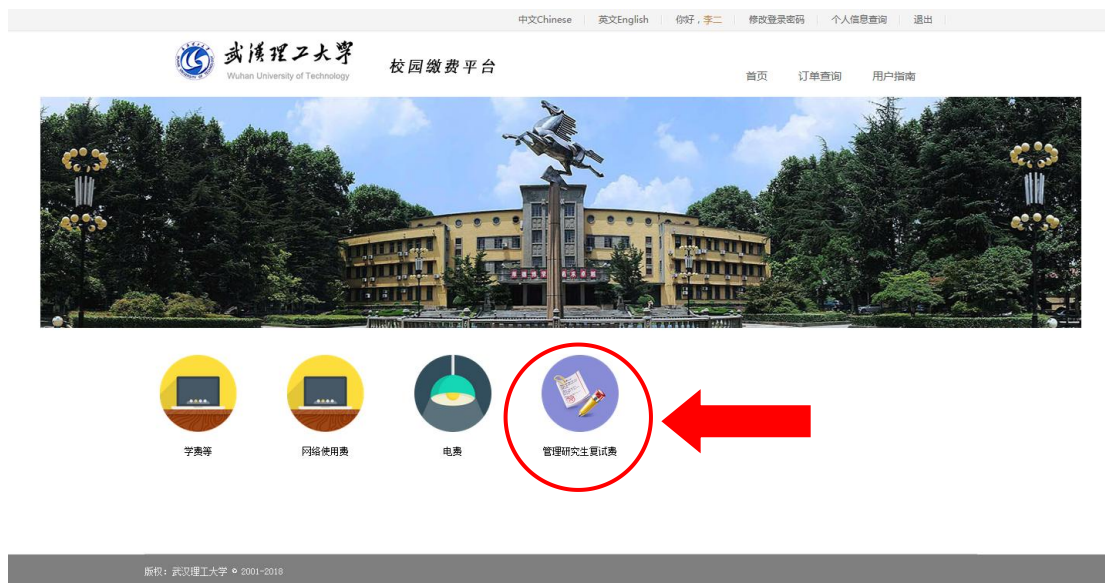 中文Chinese 英文English 你好，李二 修改登录密码 个人信息查询 退出
武汉理工大学
Wuhan University of Technology
校园缴费平台
首页 订单查询 用户指南
学费等 网络使用费 电费 管理研究生复试费
版权：武汉理工大学 © 2001-2018